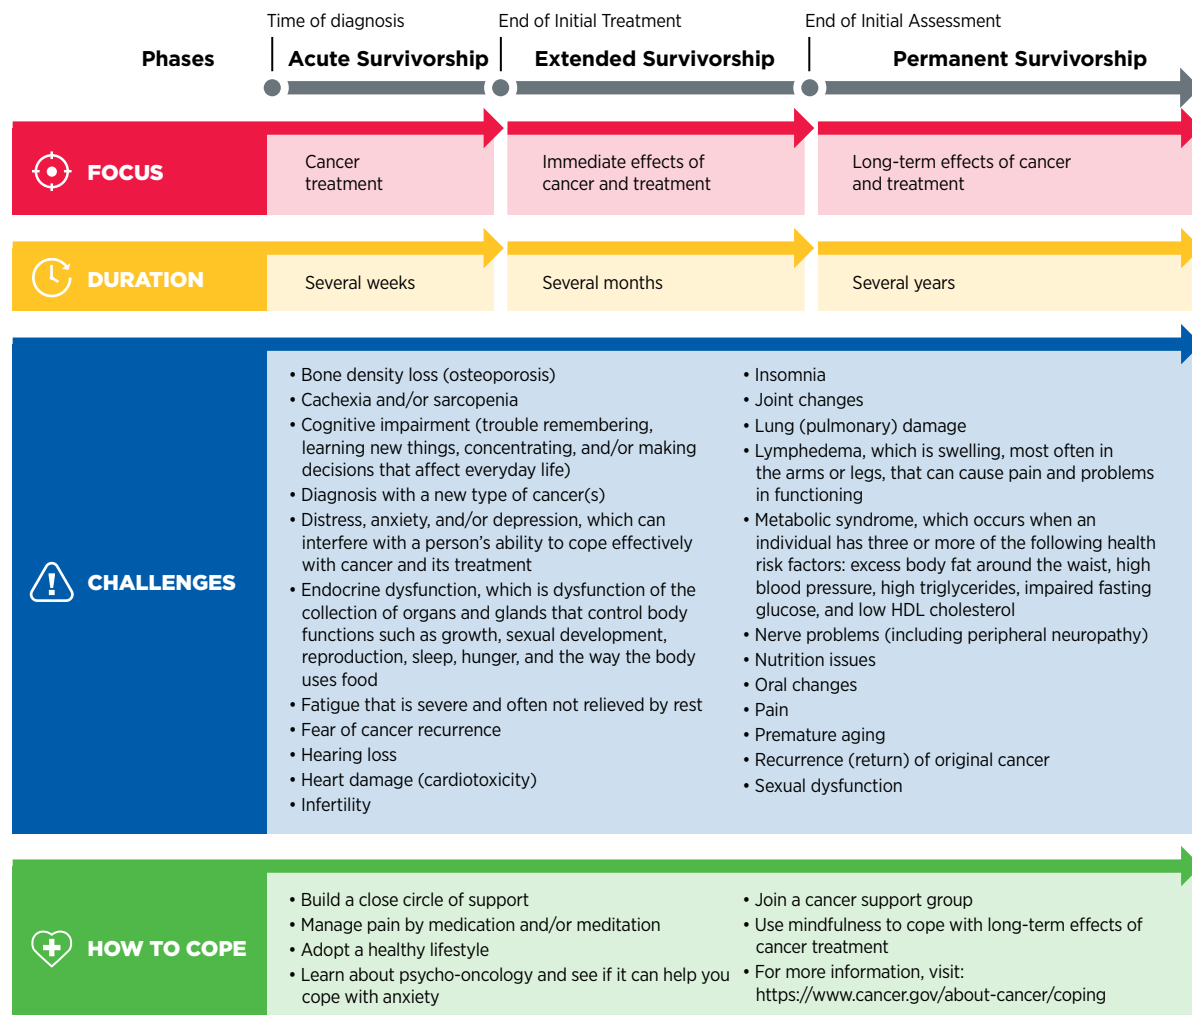 Time of diagnosis
End of Initial Treatment
End of Initial Assessment
Phases
Acute Survivorship
Extended Survivorship
Permanent Survivorship
FOCUS
Cancer
treatment
Immediate effects of
cancer and treatment
Long-term effects of cancer
and treatment
DURATION
Several weeks
Several months
Several years
CHALLENGES
• Bone density loss (osteoporosis)
• Cachexia and/or sarcopenia
• Cognitive impairment (trouble remembering,
learning new things, concentrating, and/or making
decisions that affect everyday life)
• Diagnosis with a new type of cancer(s)
• Distress, anxiety, and/or depression, which can
interfere with a person’s ability to cope effectively
with cancer and its treatment
• Endocrine dysfunction, which is dysfunction of the
collection of organs and glands that control body
functions such as growth, sexual development,
reproduction, sleep, hunger, and the way the body
uses food
• Fatigue that is severe and often not relieved by rest
• Fear of cancer recurrence
• Hearing loss
• Heart damage (cardiotoxicity)
• Infertility
• Insomnia
• Joint changes
• Lung (pulmonary) damage
• Lymphedema, which is swelling, most often in
the arms or legs, that can cause pain and problems
in functioning
• Metabolic syndrome, which occurs when an
individual has three or more of the following health
risk factors: excess body fat around the waist, high
blood pressure, high triglycerides, impaired fasting
glucose, and low HDL cholesterol
• Nerve problems (including peripheral neuropathy)
• Nutrition issues
• Oral changes
• Pain
• Premature aging
• Recurrence (return) of original cancer
• Sexual dysfunction
HOW TO COPE
• Build a close circle of support
• Manage pain by medication and/or meditation
• Adopt a healthy lifestyle
• Learn about psycho-oncology and see if it can help you
cope with anxiety
• Join a cancer support group
• Use mindfulness to cope with long-term effects of
cancer treatment
• For more information, visit:
https://www.cancer.gov/about-cancer/coping